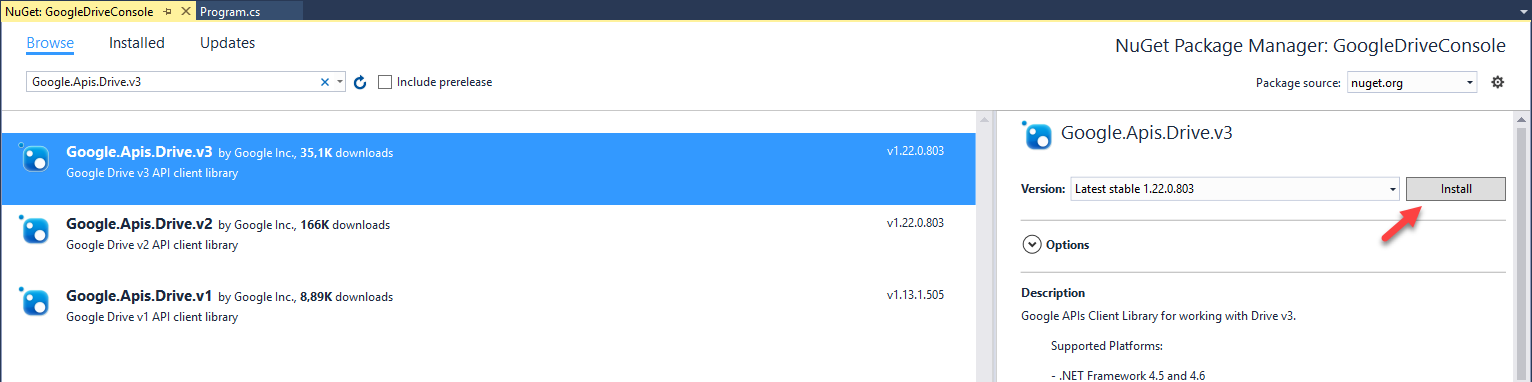 NuGet: GoogleDriveConsole
Program.cs
Browse Installed Updates
NuGet Package Manager: GoogleDriveConsole
Google.Apis.Drive.v3
Include prerelease
Package source: nuget.org
Google.Apis.Drive.v3 by Google Inc., 35,1K downloads v1.22.0.803
Google Drive v3 API client library
Google.Apis.Drive.v2 by Google Inc., 166K downloads v1.22.0.803
Google Drive v2 API client library
Google.Apis.Drive.v1 by Google Inc., 8,89K downloads v1.13.1.505
Google Drive v1 API client library
Google.Apis.Drive.v3
Version: Latest stable 1.22.0.803 Install
Options
Description
Google APIs Client Library for working with Drive v3.
Supported Platforms:
- .NET Framework 4.5 and 4.6